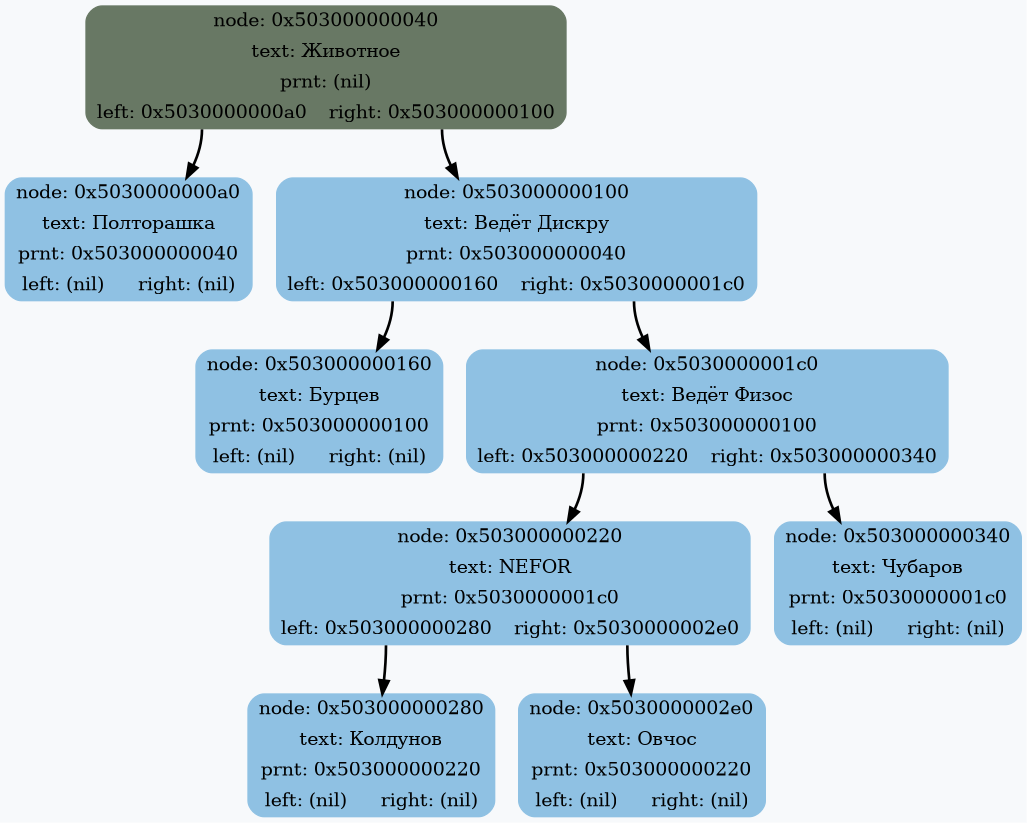 node: 0x503000000040
text: Животное
prnt: (nil)
left: 0x5030000000a0 right: 0x503000000100
node: 0x5030000000a0
text: Полторашка
prnt: 0x503000000040
left: (nil) right: (nil)
node: 0x503000000100
text: Ведёт Дискру
prnt: 0x503000000040
left: 0x503000000160 right: 0x5030000001c0
node: 0x503000000160
text: Бурцев
prnt: 0x503000000100
left: (nil) right: (nil)
node: 0x5030000001c0
text: Ведёт Физос
prnt: 0x503000000100
left: 0x503000000220 right: 0x503000000340
node: 0x503000000220
text: NEFOR
prnt: 0x5030000001c0
left: 0x503000000280 right: 0x5030000002e0
node: 0x503000000340
text: Чубаров
prnt: 0x5030000001c0
left: (nil) right: (nil)
node: 0x503000000280
text: Колдунов
prnt: 0x503000000220
left: (nil) right: (nil)
node: 0x5030000002e0
text: Овчос
prnt: 0x503000000220
left: (nil) right: (nil)